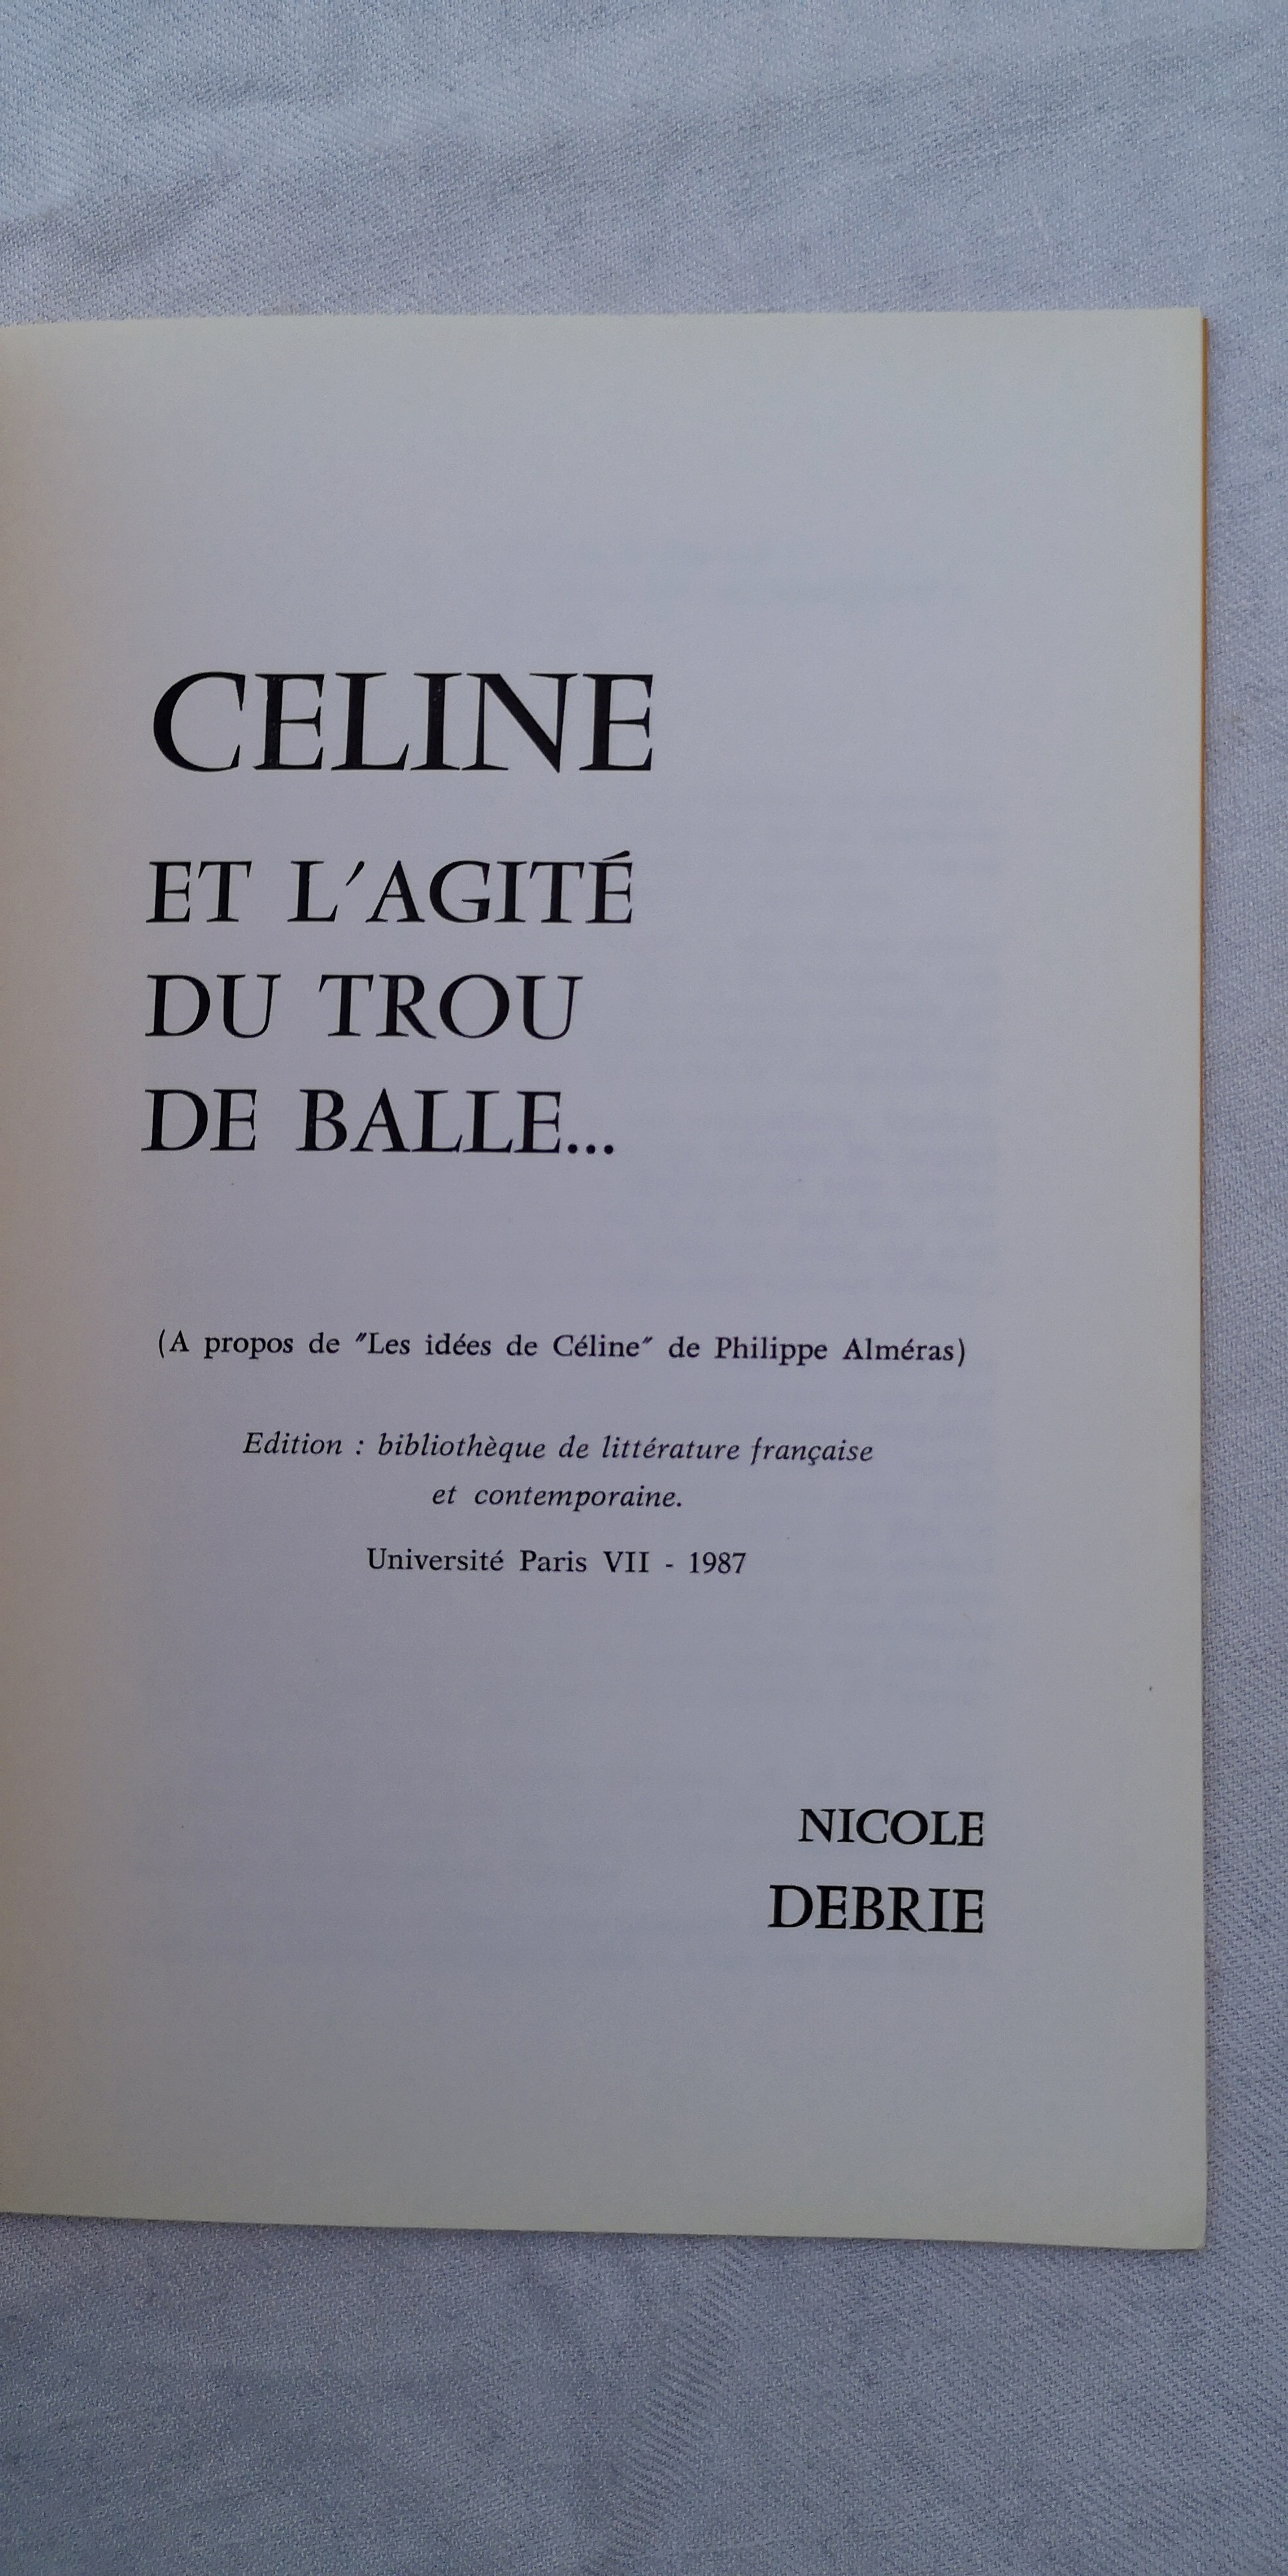 CELINE
ET L'AGITÉ
DU TROU
DE BALLE...
(A propos de "Les idées de Céline" de Philippe Alméras)
Edition : bibliothèque de littérature française
et contemporaine.
Université Paris VII - 1987
NICOLE
DEBRIE